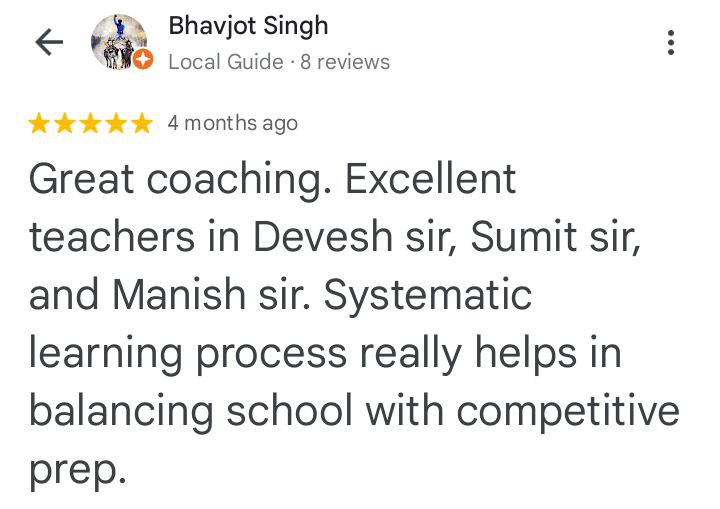 Bhavjot Singh
Local Guide · 8 reviews
4 months ago
Great coaching. Excellent
teachers in Devesh sir, Sumit sir,
and Manish sir. Systematic
learning process really helps in
balancing school with competitive
prep.